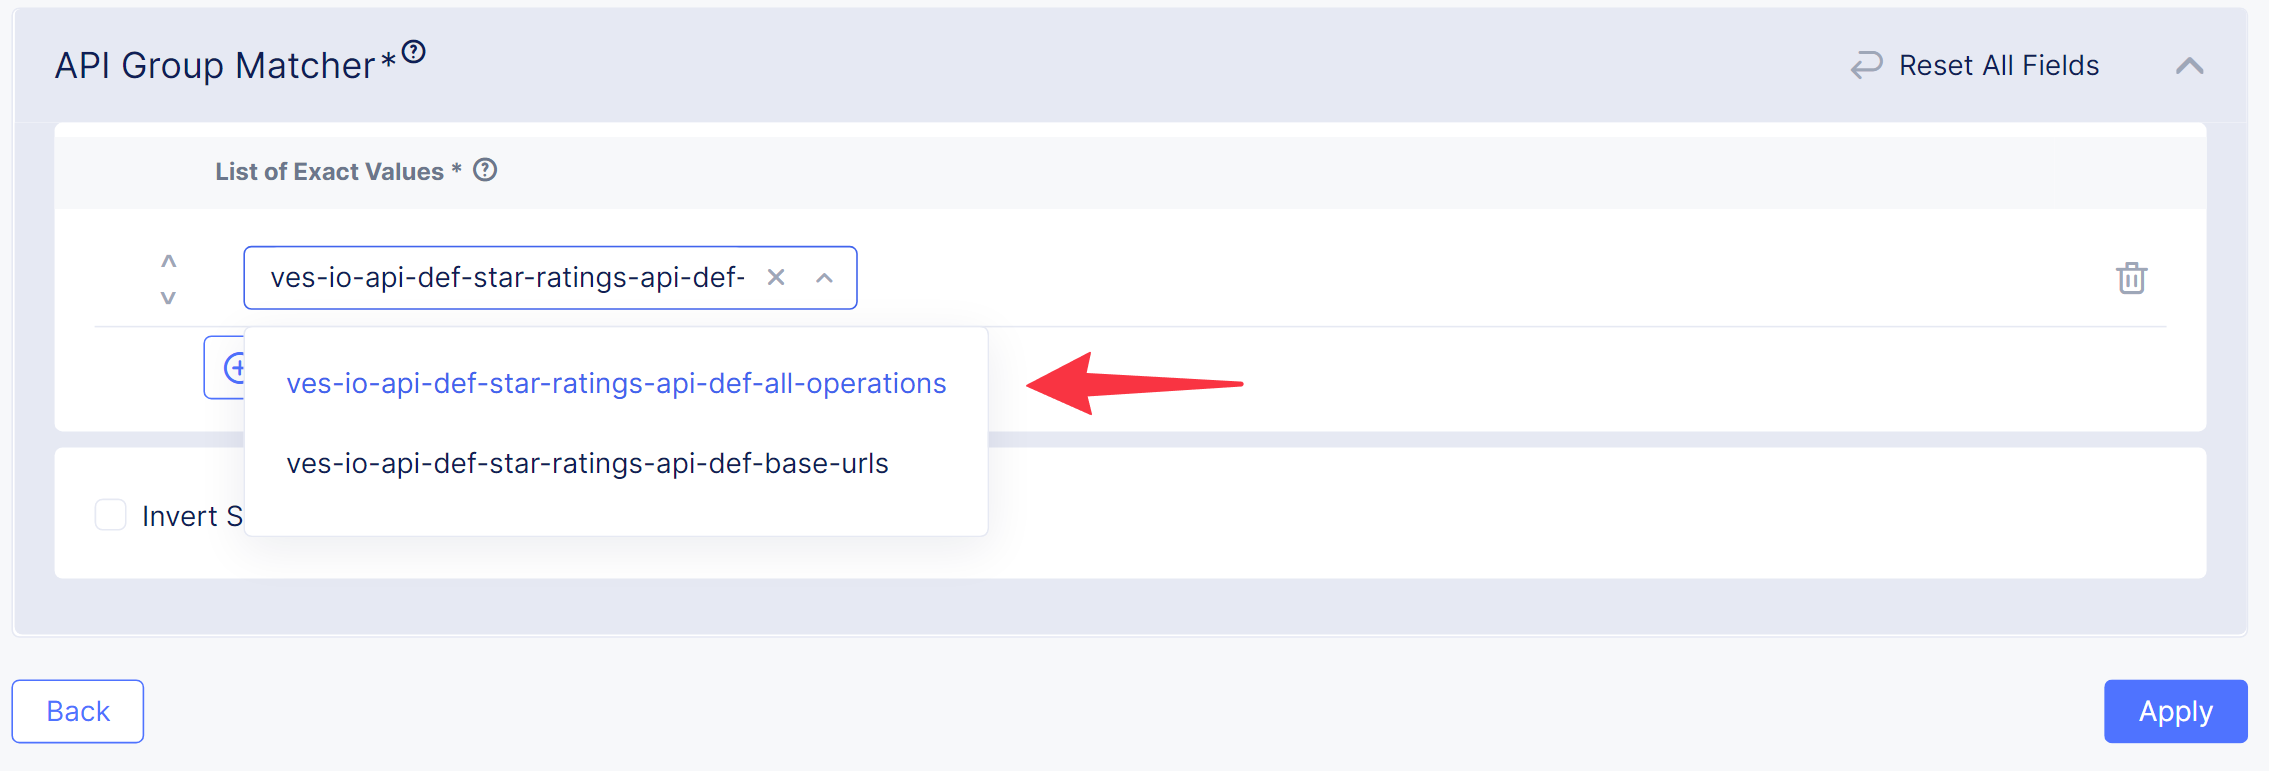 API Group Matcher*
Reset All Fields
List of Exact Values *
ves-io-api-def-star-ratings-api-def-
ves-io-api-def-star-ratings-api-def-all-operations
ves-io-api-def-star-ratings-api-def-base-urls
Invert S
Back
Apply